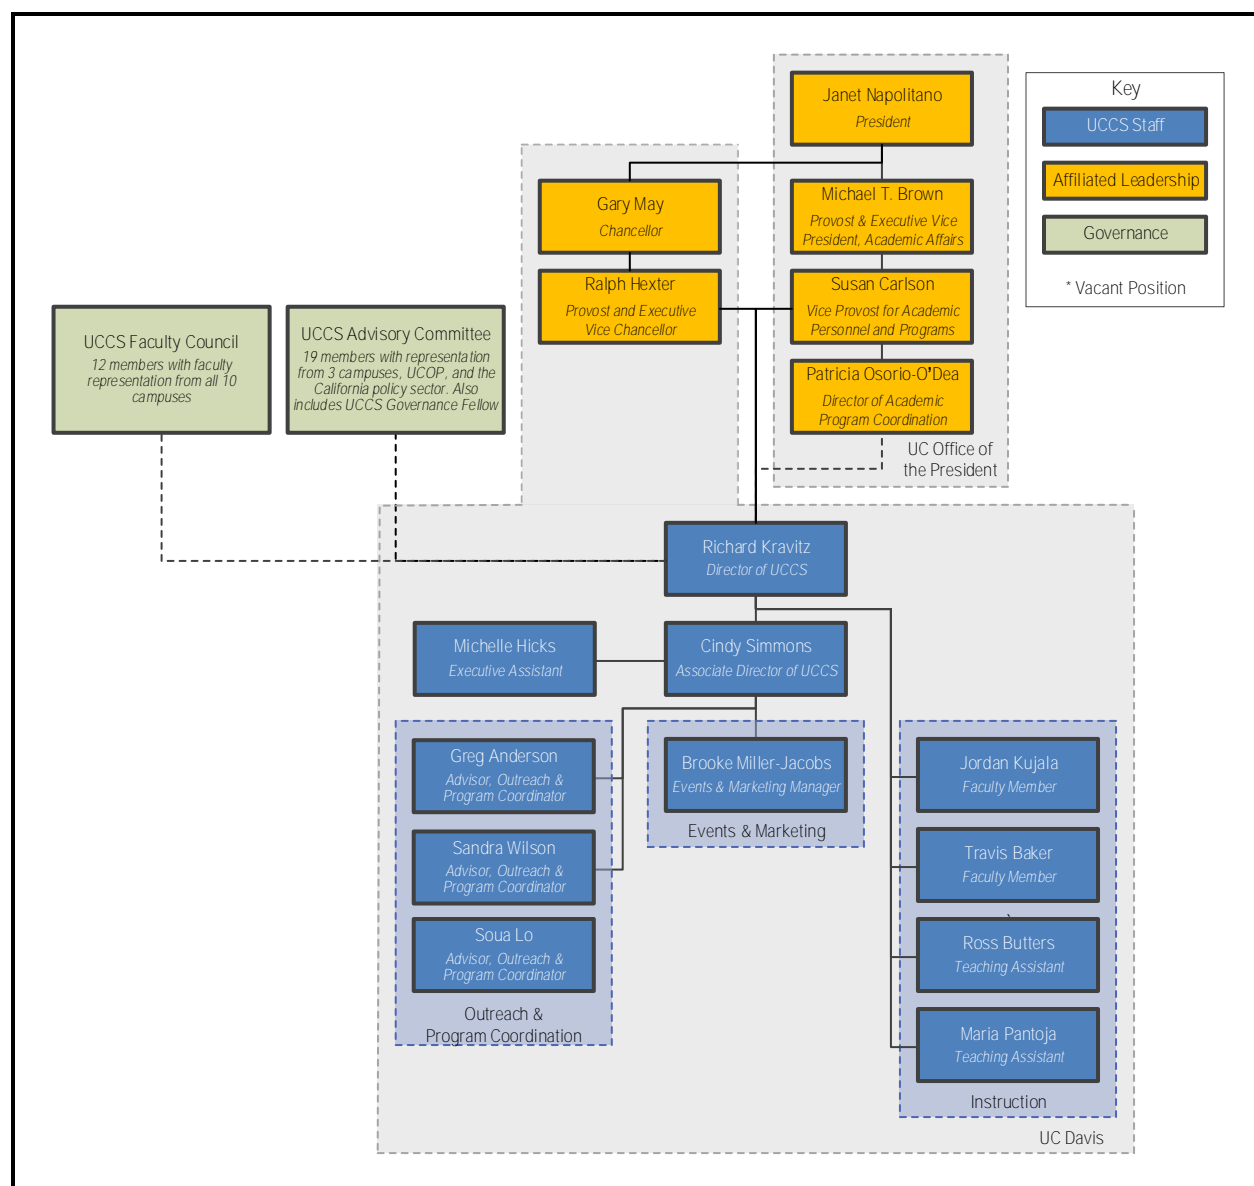 Janet Napolitano
President
Key
UCCS Staff
Affiliated Leadership
Governance
* Vacant Position
Gary May
Chancellor
Michael T. Brown
Provost & Executive Vice
President, Academic Affairs
Ralph Hexter
Provost and Executive
Vice Chancellor
Susan Carlson
Vice Provost for Academic
Personnel and Programs
Patricia Osorio-O'Dea
Director of Academic
Program Coordination
UC Office of
the President
UCCS Faculty Council
12 members with faculty
representation from all 10
campuses
UCCS Advisory Committee
19 members with representation
from 3 campuses, UCOP, and the
California policy sector. Also
includes UCCS Governance Fellow
Richard Kravitz
Director of UCCS
Michelle Hicks
Executive Assistant
Cindy Simmons
Associate Director of UCCS
Greg Anderson
Advisor, Outreach &
Program Coordinator
Sandra Wilson
Advisor, Outreach &
Program Coordinator
Soua Lo
Advisor, Outreach &
Program Coordinator
Outreach &
Program Coordination
Brooke Miller-Jacobs
Events & Marketing Manager
Events & Marketing
Jordan Kujala
Faculty Member
Travis Baker
Faculty Member
Ross Butters
Teaching Assistant
Maria Pantoja
Teaching Assistant
Instruction
UC Davis